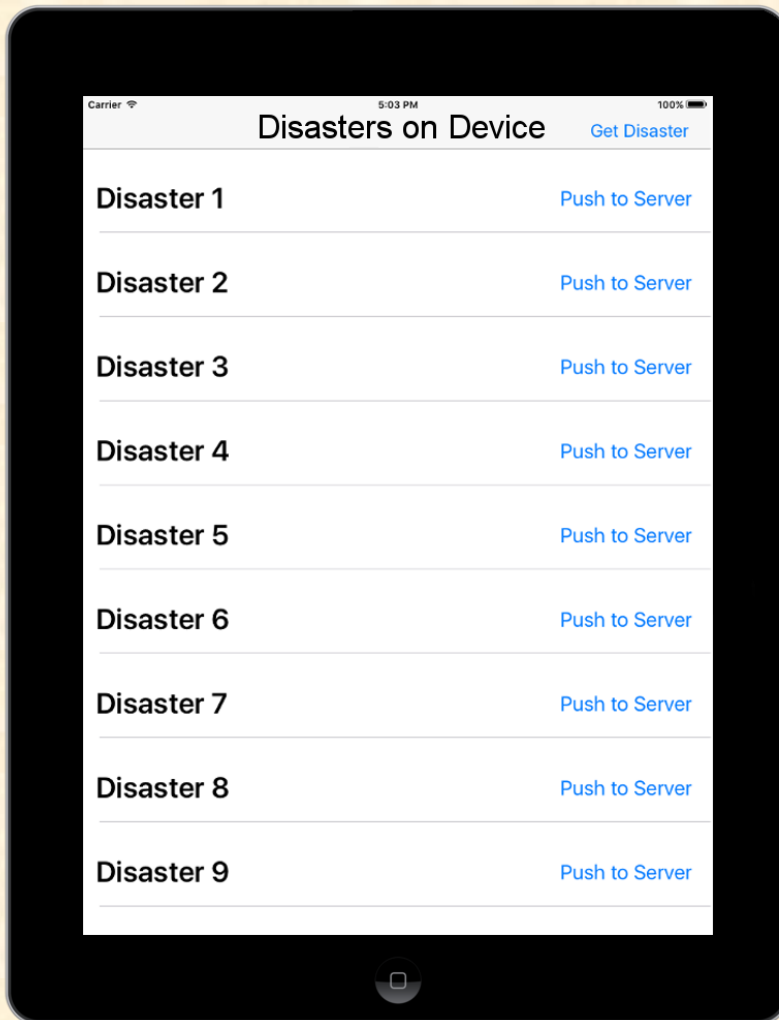 Carrier 5:03 PM 100%
Disasters on Device Get Disaster
Disaster 1 Push to Server
Disaster 2 Push to Server
Disaster 3 Push to Server
Disaster 4 Push to Server
Disaster 5 Push to Server
Disaster 6 Push to Server
Disaster 7 Push to Server
Disaster 8 Push to Server
Disaster 9 Push to Server